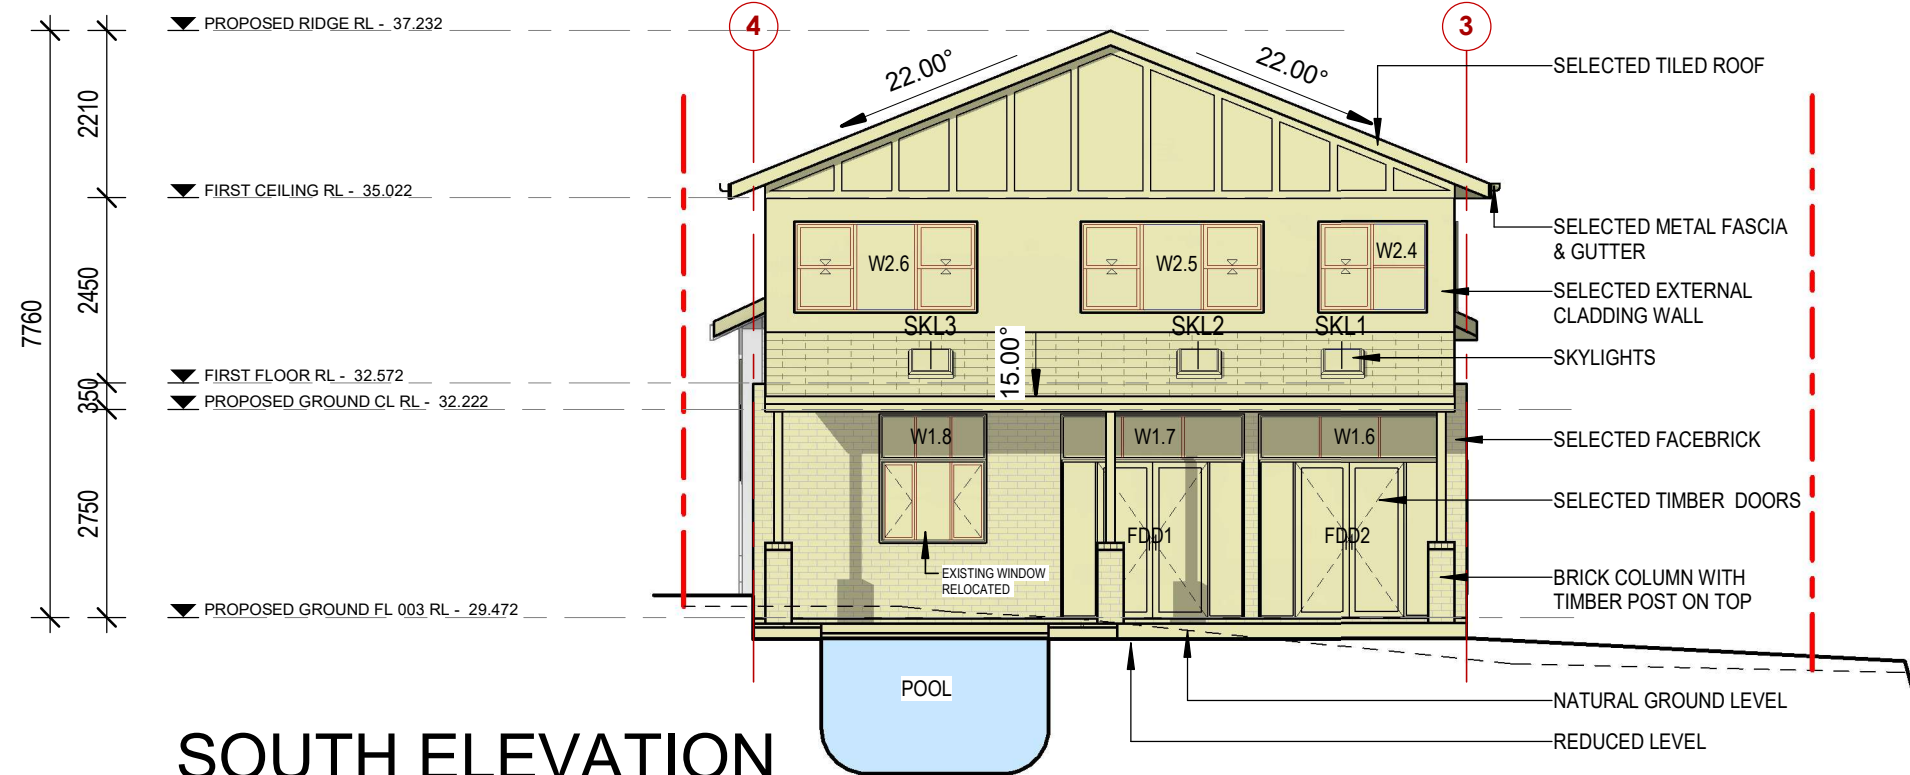 PROPOSED RIDGE RL - 37.232
4
3
22.00°
22.00°
SELECTED TILED ROOF
2210
FIRST CEILING RL - 35.022
SELECTED METAL FASCIA
& GUTTER
W2.6
W2.5
W2.4
2450
7760
SELECTED EXTERNAL
CLADDING WALL
SKL3
SKL2
SKL1
15.00°
SKYLIGHTS
FIRST FLOOR RL - 32.572
350
PROPOSED GROUND CL RL - 32.222
W1.8
W1.7
W1.6
SELECTED FACEBRICK
2750
SELECTED TIMBER DOORS
FDD1
FDD2
EXISTING WINDOW
RELOCATED
BRICK COLUMN WITH
TIMBER POST ON TOP
PROPOSED GROUND FL 003 RL - 29.472
POOL
NATURAL GROUND LEVEL
REDUCED LEVEL
SOUTH ELEVATION